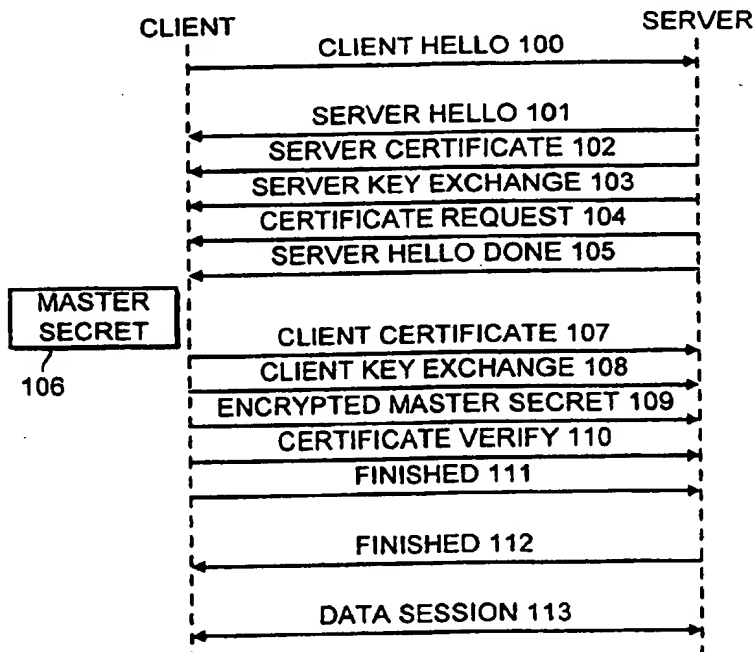 CLIENT
SERVER
CLIENT HELLO 100
SERVER HELLO 101
SERVER CERTIFICATE 102
SERVER KEY EXCHANGE 103
CERTIFICATE REQUEST 104
SERVER HELLO DONE 105
MASTER
SECRET
106
CLIENT CERTIFICATE 107
CLIENT KEY EXCHANGE 108
ENCRYPTED MASTER SECRET 109
CERTIFICATE VERIFY 110
FINISHED 111
FINISHED 112
DATA SESSION 113